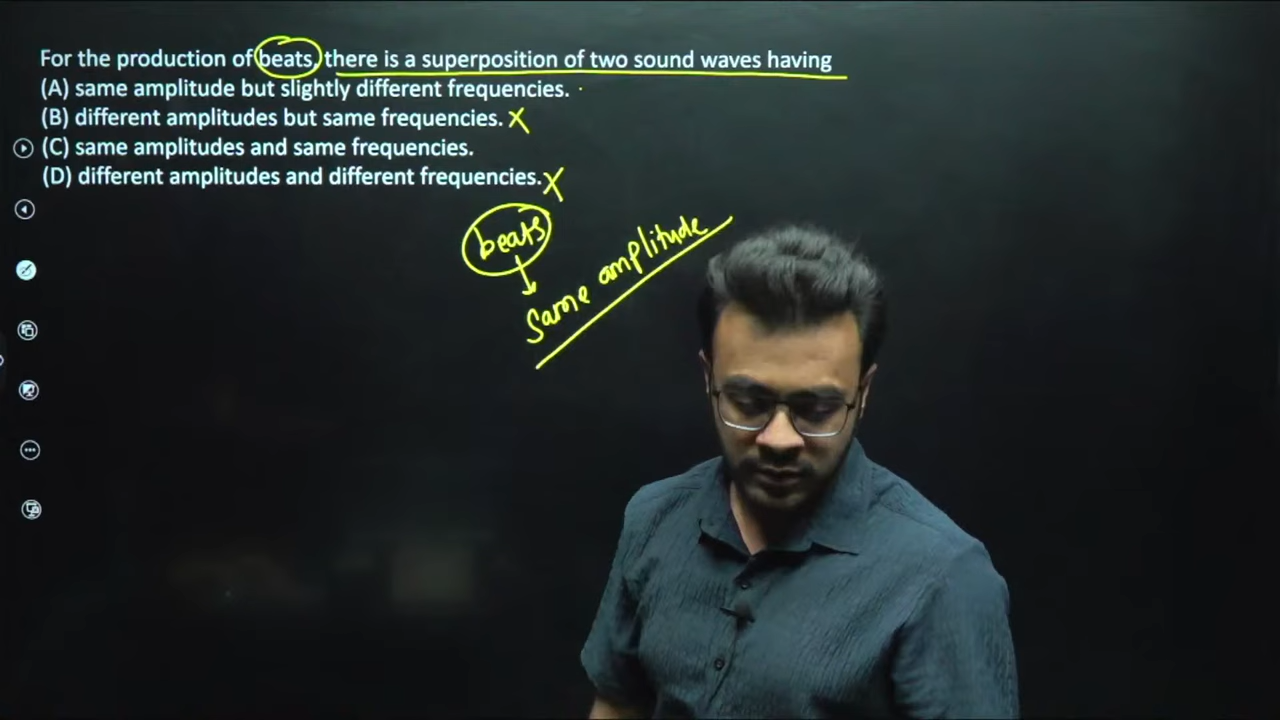 For the production of beats, there is a superposition of two sound waves having
(A) same amplitude but slightly different frequencies.
(B) different amplitudes but same frequencies. X
(C) same amplitudes and same frequencies.
(D) different amplitudes and different frequencies. X
beats
Same amplitude